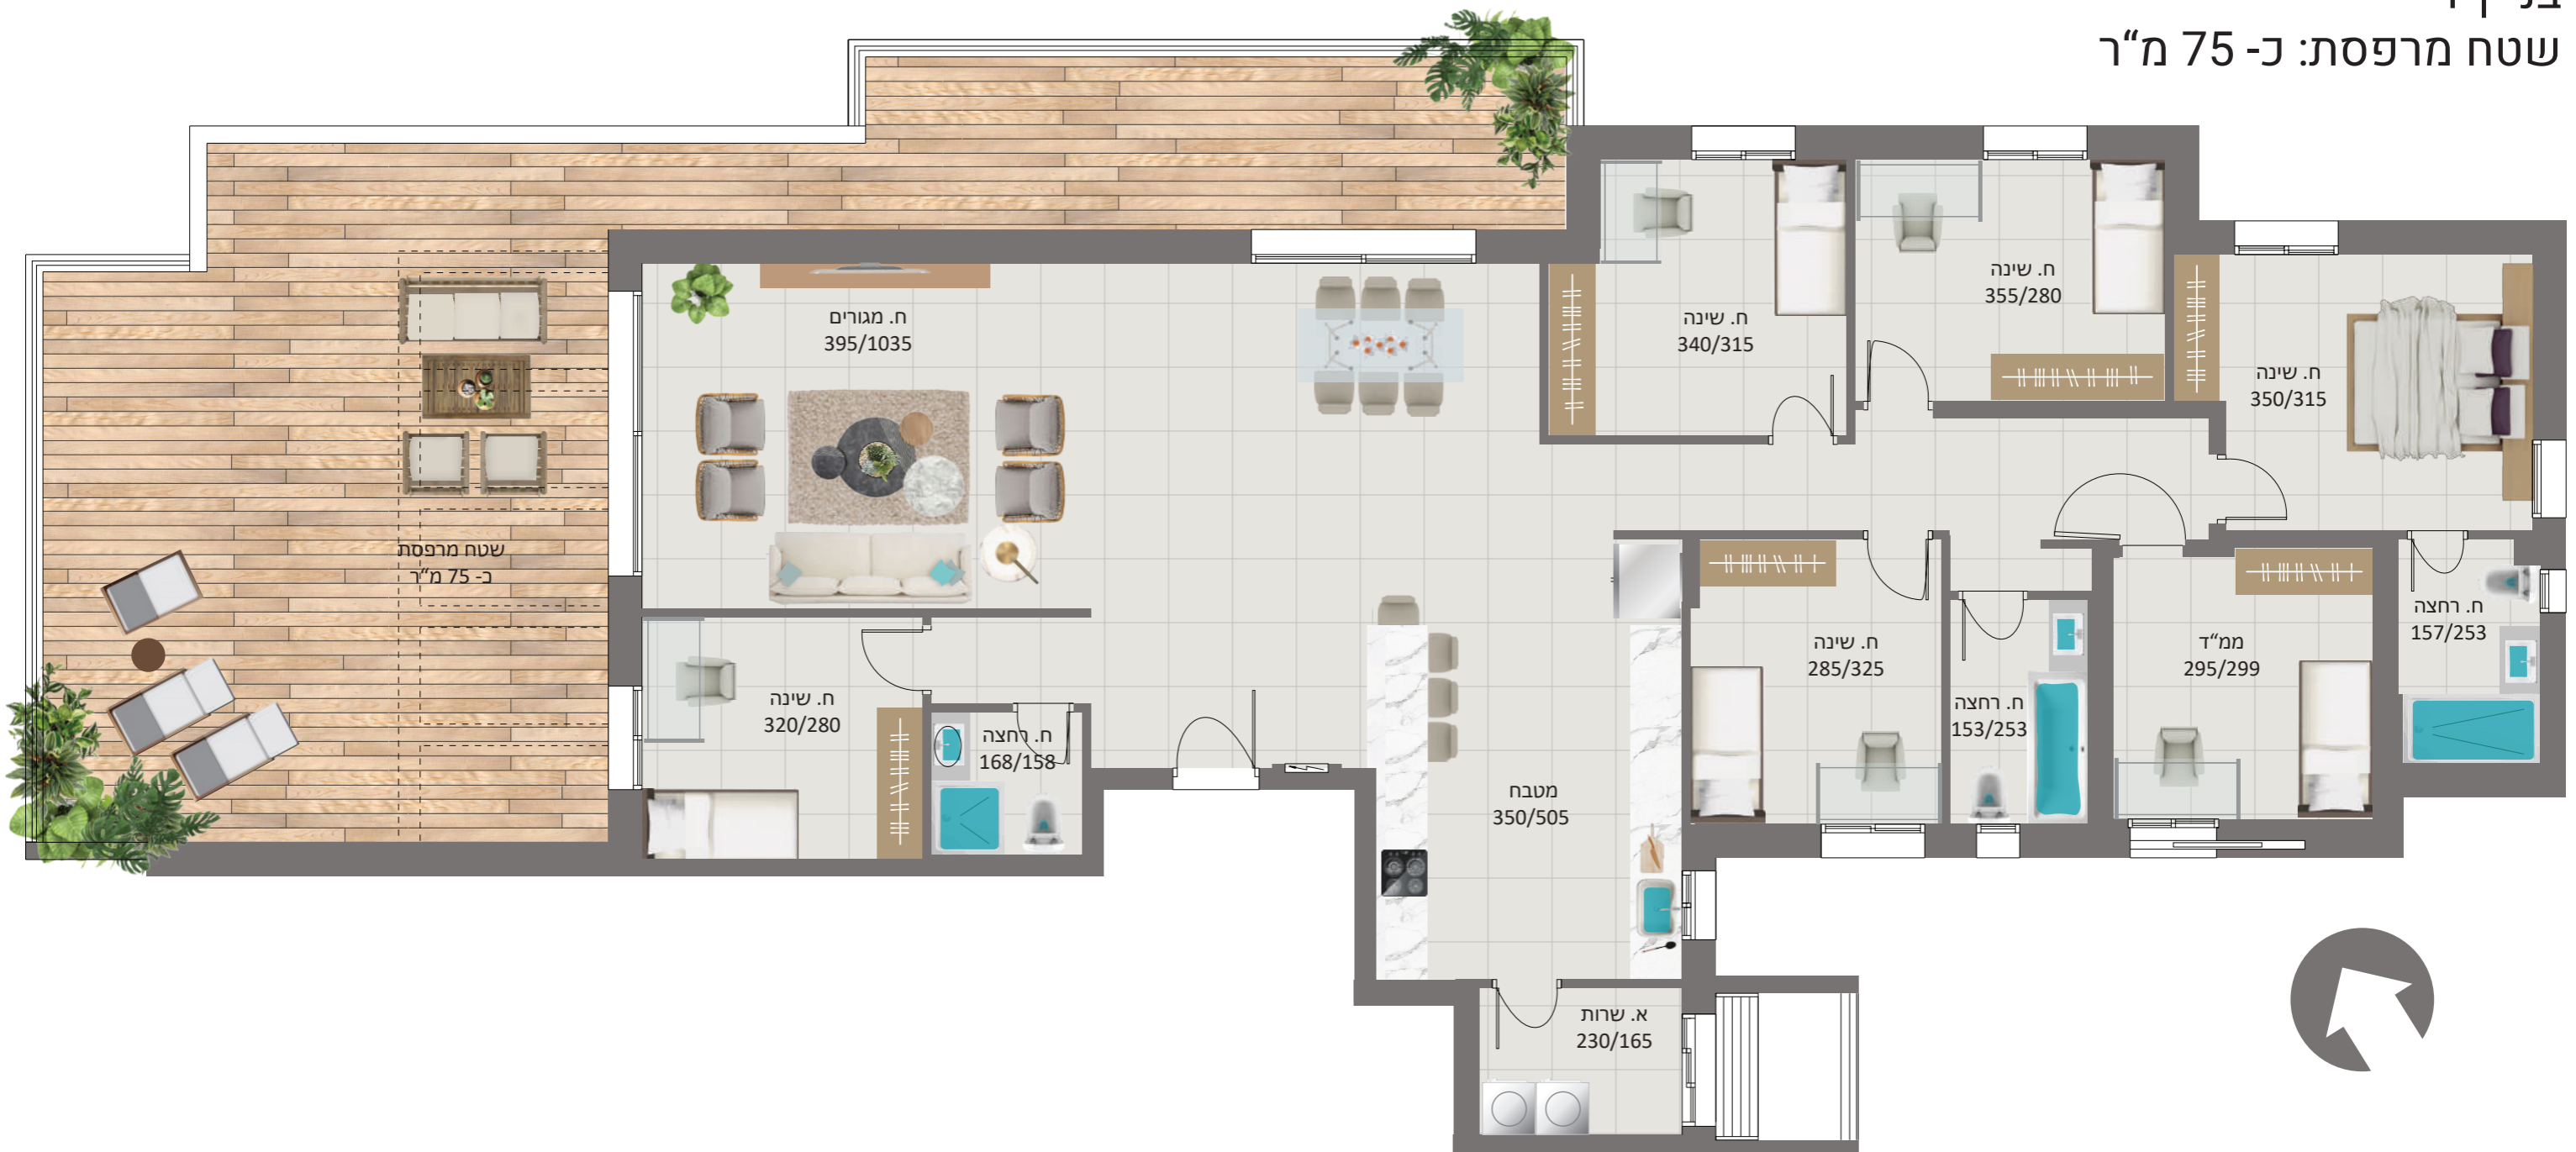 שטח מרפסת: כ- 75 מ“ר
ח. שינה
355/280
ח. שינה
340/315
ח. מגורים
395/1035
ח. שינה
350/315
שטח מרפסת
כ- 75 מ“ר
ח. רחצה
157/253
ממ“ד
295/299
ח. שינה
285/325
ח. רחצה
153/253
ח. שינה
320/280
ח. רחצה
168/158
מטבח
350/505
א. שרות
230/165